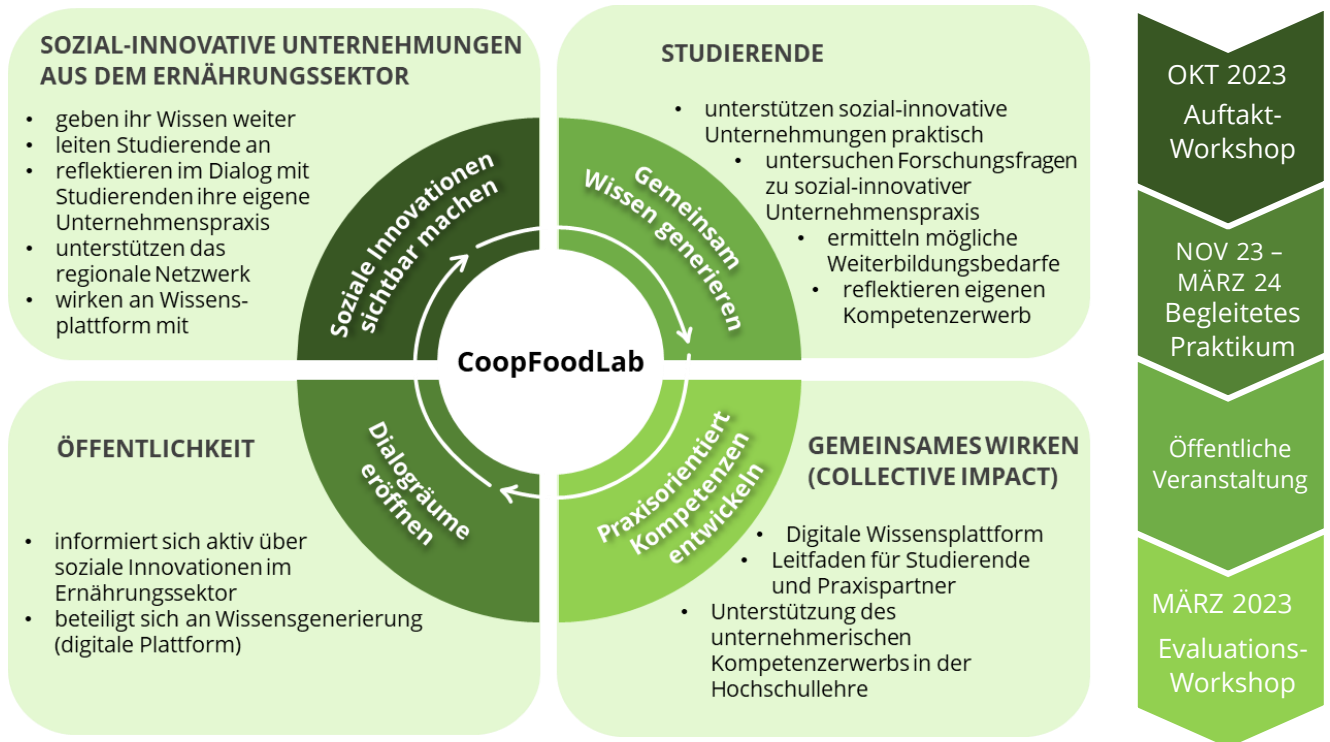 SOZIAL-INNOVATIVE UNTERNEHMUNGEN
AUS DEM ERNÄHRUNGSSEKTOR
• geben ihr Wissen weiter
• leiten Studierende an
• reflektieren im Dialog mit
Studierenden ihre eigene
Unternehmenspraxis
• unterstützen das
regionale Netzwerk
• wirken an Wissens-
plattform mit
STUDIERENDE
• unterstützen sozial-innovative
Unternehmungen praktisch
• untersuchen Forschungsfragen
zu sozial-innovativer
Unternehmenspraxis
• ermitteln mögliche
Weiterbildungsbedarfe
• reflektieren eigenen
Kompetenzerwerb
Soziale Innovationen
sichtbar machen
Gemeinsam
Wissen generieren
CoopFoodLab
Dialogräume
eröffnen
Praxisorientiert
Kompetenzen
entwickeln
ÖFFENTLICHKEIT
• informiert sich aktiv über
soziale Innovationen im
Ernährungssektor
• beteiligt sich an Wissensgenerierung
(digitale Plattform)
GEMEINSAMES WIRKEN
(COLLECTIVE IMPACT)
• Digitale Wissensplattform
• Leitfaden für Studierende
und Praxispartner
• Unterstützung des
unternehmerischen
Kompetenzerwerbs in der
Hochschullehre
OKT 2023
Auftakt-
Workshop
NOV 23 –
MÄRZ 24
Begleitetes
Praktikum
Öffentliche
Veranstaltung
MÄRZ 2023
Evaluations-
Workshop